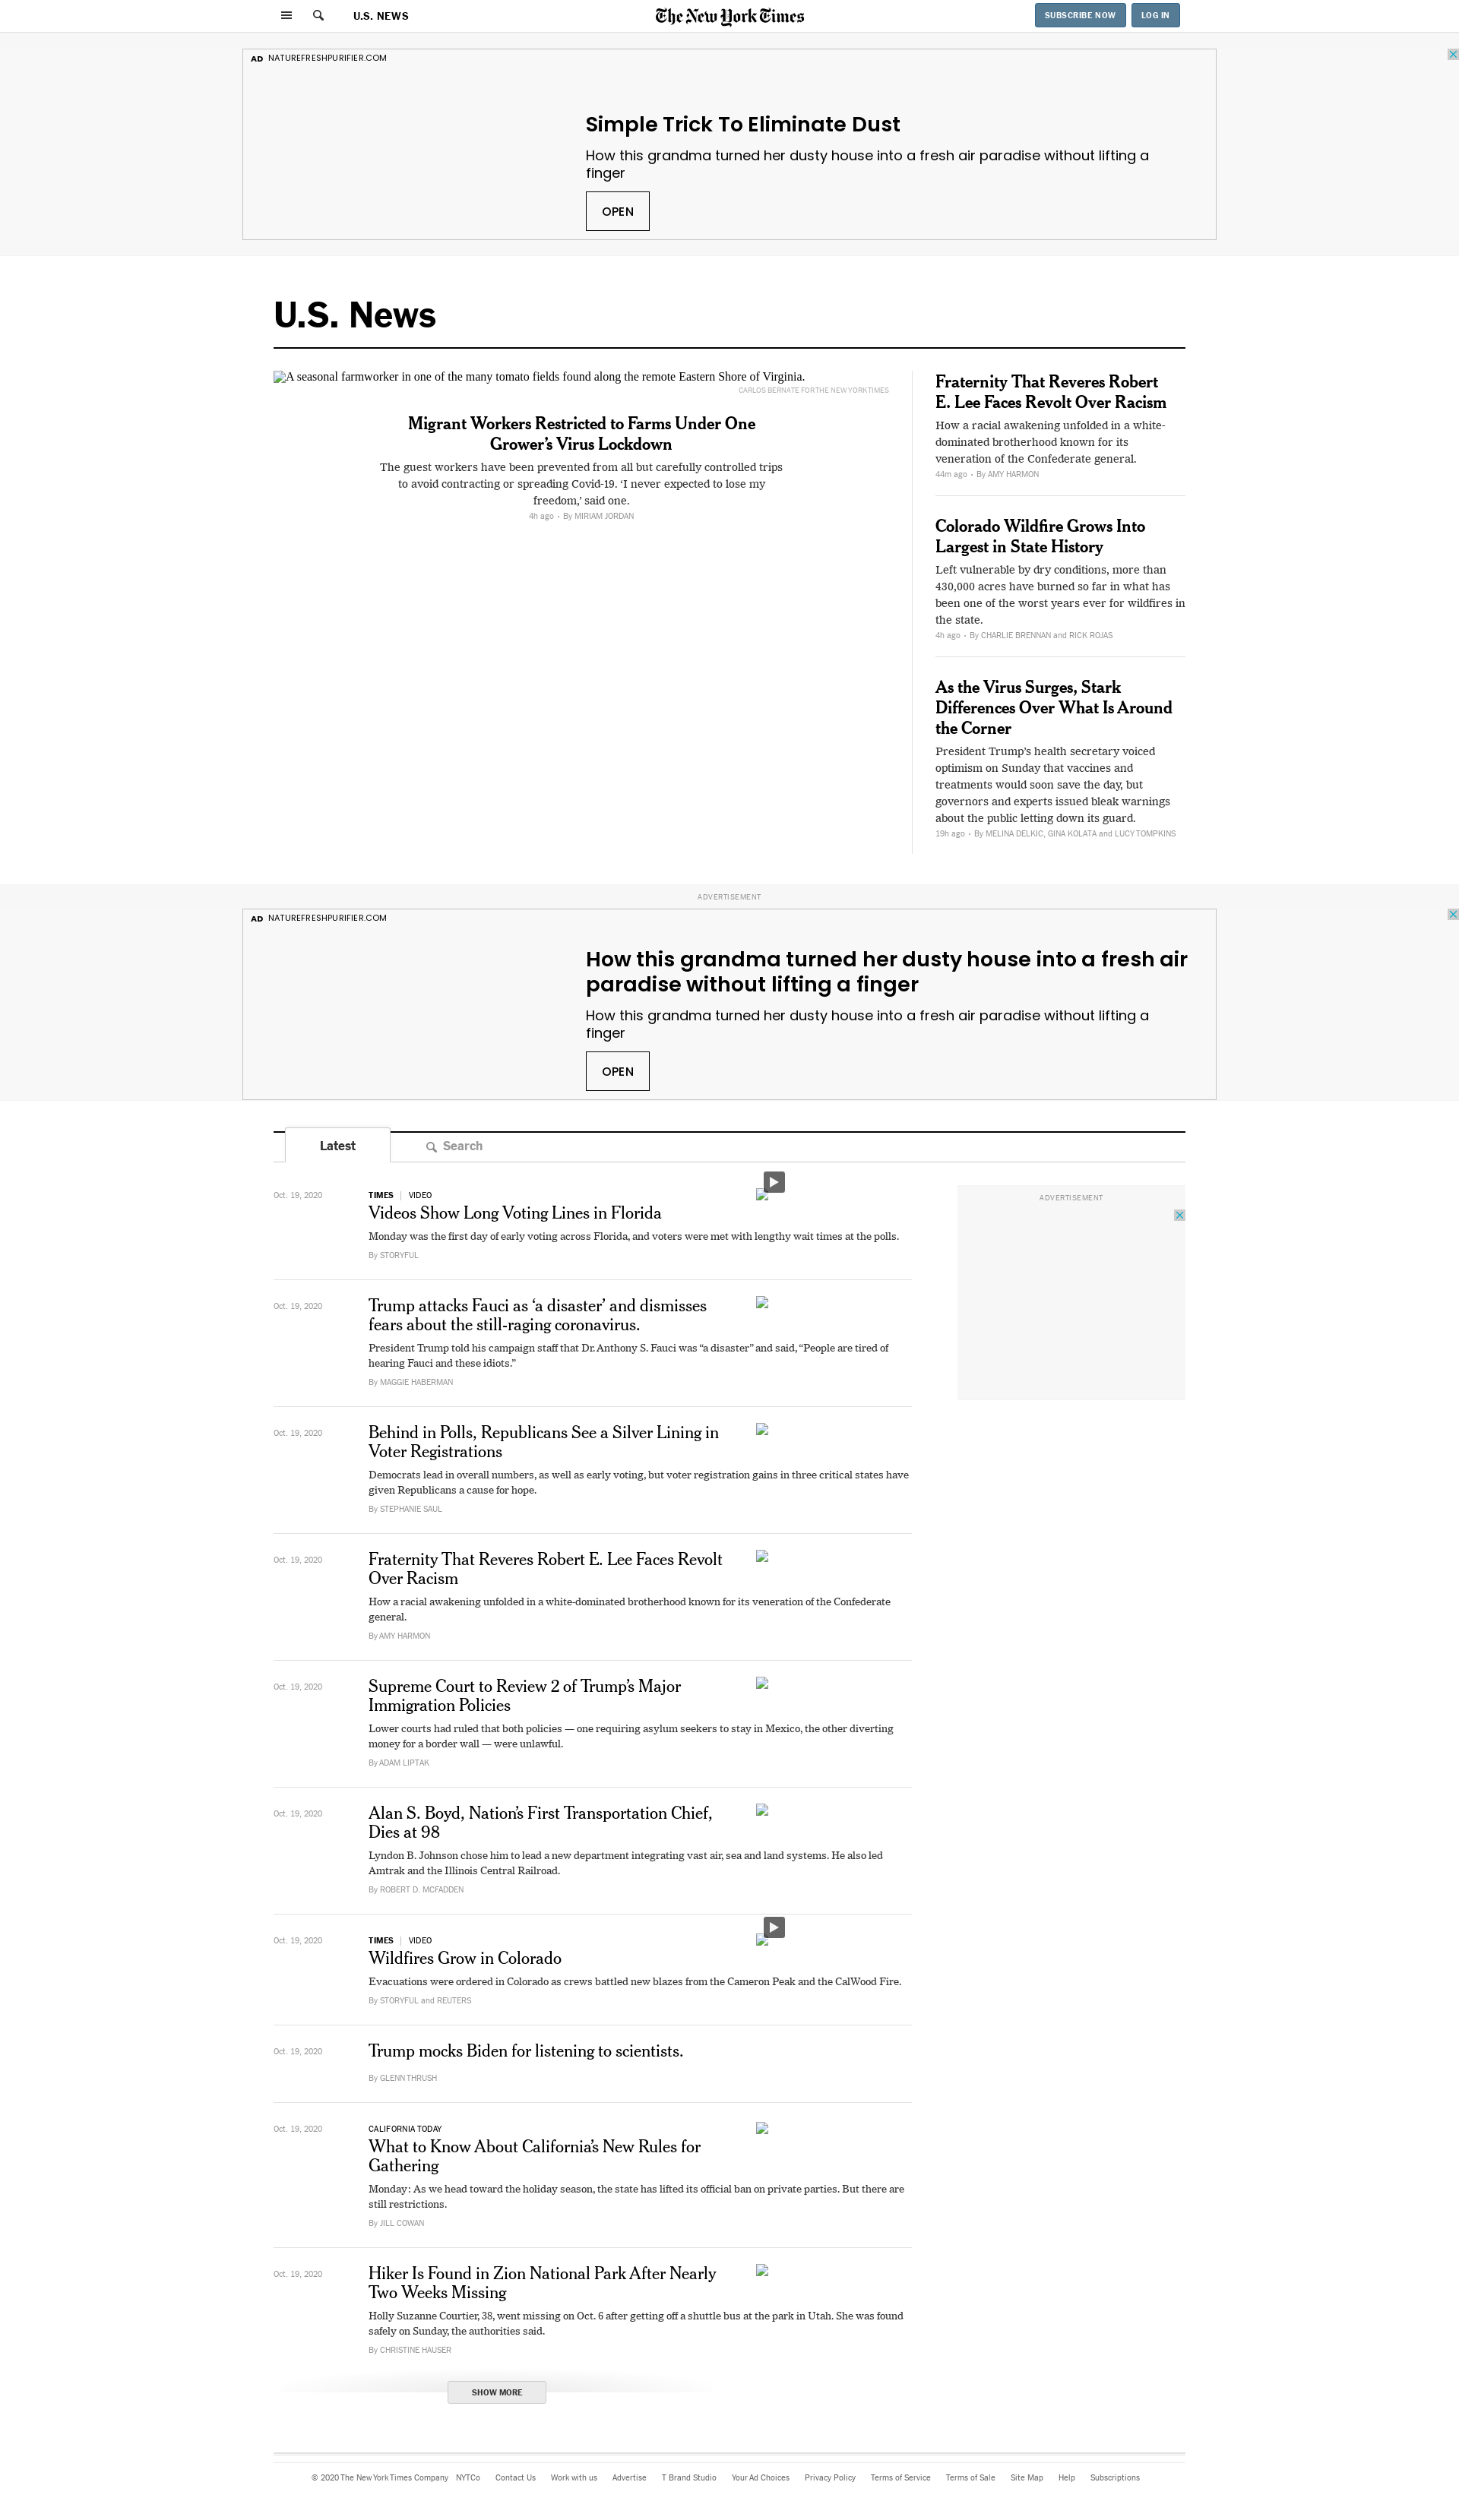 U.S. NEWS
The New York Times
SUBSCRIBE NOW
LOG IN
AD NATUREFRESHPURIFIER.COM
Simple Trick To Eliminate Dust
How this grandma turned her dusty house into a fresh air paradise without lifting a
finger
OPEN
U.S. News
A seasonal farmworker in one of the many tomato fields found along the remote Eastern Shore of Virginia.
CARLOS BERNATE FOR THE NEW YORK TIMES
Migrant Workers Restricted to Farms Under One
Grower’s Virus Lockdown
The guest workers have been prevented from all but carefully controlled trips
to avoid contracting or spreading Covid-19. ‘I never expected to lose my
freedom,’ said one.
4h ago • By MIRIAM JORDAN
Fraternity That Reveres Robert
E. Lee Faces Revolt Over Racism
How a racial awakening unfolded in a white-
dominated brotherhood known for its
veneration of the Confederate general.
44m ago • By AMY HARMON
Colorado Wildfire Grows Into
Largest in State History
Left vulnerable by dry conditions, more than
430,000 acres have burned so far in what has
been one of the worst years ever for wildfires in
the state.
4h ago • By CHARLIE BRENNAN and RICK ROJAS
As the Virus Surges, Stark
Differences Over What Is Around
the Corner
President Trump’s health secretary voiced
optimism on Sunday that vaccines and
treatments would soon save the day, but
governors and experts issued bleak warnings
about the public letting down its guard.
19h ago • By MELINA DELKIC, GINA KOLATA and LUCY TOMPKINS
ADVERTISEMENT
AD NATUREFRESHPURIFIER.COM
How this grandma turned her dusty house into a fresh air
paradise without lifting a finger
How this grandma turned her dusty house into a fresh air paradise without lifting a
finger
OPEN
Latest
Search
ADVERTISEMENT
Oct. 19, 2020
TIMES | VIDEO
Videos Show Long Voting Lines in Florida
Monday was the first day of early voting across Florida, and voters were met with lengthy wait times at the polls.
By STORYFUL
Oct. 19, 2020
Trump attacks Fauci as ‘a disaster’ and dismisses
fears about the still-raging coronavirus.
President Trump told his campaign staff that Dr. Anthony S. Fauci was “a disaster” and said, “People are tired of
hearing Fauci and these idiots.”
By MAGGIE HABERMAN
Oct. 19, 2020
Behind in Polls, Republicans See a Silver Lining in
Voter Registrations
Democrats lead in overall numbers, as well as early voting, but voter registration gains in three critical states have
given Republicans a cause for hope.
By STEPHANIE SAUL
Oct. 19, 2020
Fraternity That Reveres Robert E. Lee Faces Revolt
Over Racism
How a racial awakening unfolded in a white-dominated brotherhood known for its veneration of the Confederate
general.
By AMY HARMON
Oct. 19, 2020
Supreme Court to Review 2 of Trump’s Major
Immigration Policies
Lower courts had ruled that both policies — one requiring asylum seekers to stay in Mexico, the other diverting
money for a border wall — were unlawful.
By ADAM LIPTAK
Oct. 19, 2020
Alan S. Boyd, Nation’s First Transportation Chief,
Dies at 98
Lyndon B. Johnson chose him to lead a new department integrating vast air, sea and land systems. He also led
Amtrak and the Illinois Central Railroad.
By ROBERT D. MCFADDEN
Oct. 19, 2020
TIMES | VIDEO
Wildfires Grow in Colorado
Evacuations were ordered in Colorado as crews battled new blazes from the Cameron Peak and the CalWood Fire.
By STORYFUL and REUTERS
Oct. 19, 2020
Trump mocks Biden for listening to scientists.
By GLENN THRUSH
Oct. 19, 2020
CALIFORNIA TODAY
What to Know About California’s New Rules for
Gathering
Monday: As we head toward the holiday season, the state has lifted its official ban on private parties. But there are
still restrictions.
By JILL COWAN
Oct. 19, 2020
Hiker Is Found in Zion National Park After Nearly
Two Weeks Missing
Holly Suzanne Courtier, 38, went missing on Oct. 6 after getting off a shuttle bus at the park in Utah. She was found
safely on Sunday, the authorities said.
By CHRISTINE HAUSER
SHOW MORE
© 2020 The New York Times Company NYTCo Contact Us Work with us Advertise T Brand Studio Your Ad Choices Privacy Policy Terms of Service Terms of Sale Site Map Help Subscriptions